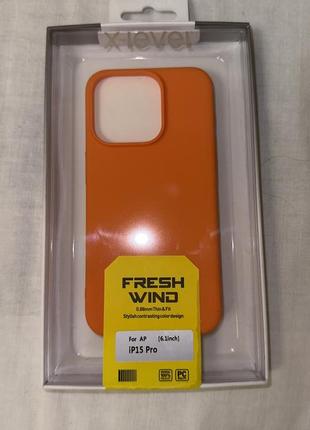 x-level
FRESH
WIND
0.88mm Thin & Fit
Stylish contrasting color design
For AP [6.1inch]
iP15 Pro
PC